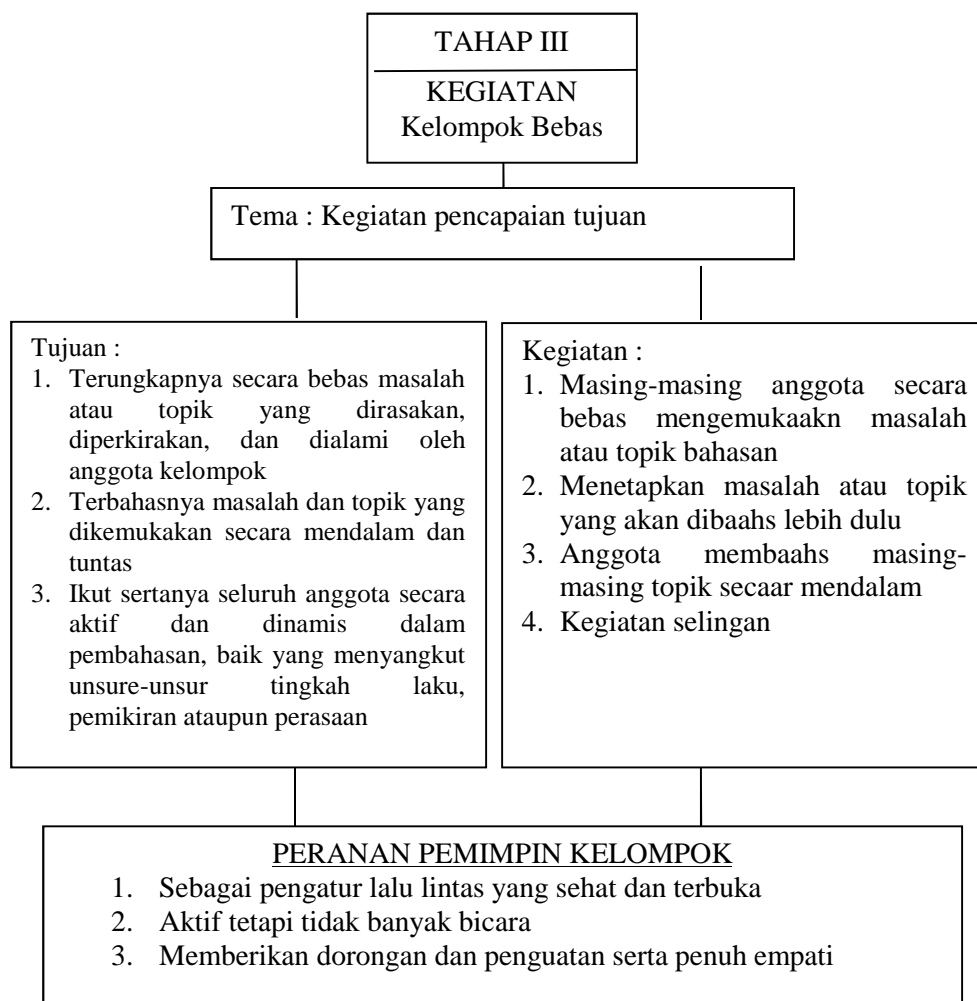 TAHAP III
KEGIATAN
Kelompok Bebas
Tema : Kegiatan pencapaian tujuan
Tujuan :
1. Terungkapnya secara bebas masalah
atau topik yang dirasakan,
diperkirakan, dan dialami oleh
anggota kelompok
2. Terbahasnya masalah dan topik yang
dikemukakan secara mendalam dan
tuntas
3. Ikut sertanya seluruh anggota secara
aktif dan dinamis dalam
pembahasan, baik yang menyangkut
unsure-unsur tingkah laku,
pemikiran ataupun perasaan
Kegiatan :
1. Masing-masing anggota secara
bebas mengemukaakn masalah
atau topik bahasan
2. Menetapkan masalah atau topik
yang akan dibaahs lebih dulu
3. Anggota membaahs masing-
masing topik secaar mendalam
4. Kegiatan selingan
PERANAN PEMIMPIN KELOMPOK
1. Sebagai pengatur lalu lintas yang sehat dan terbuka
2. Aktif tetapi tidak banyak bicara
3. Memberikan dorongan dan penguatan serta penuh empati